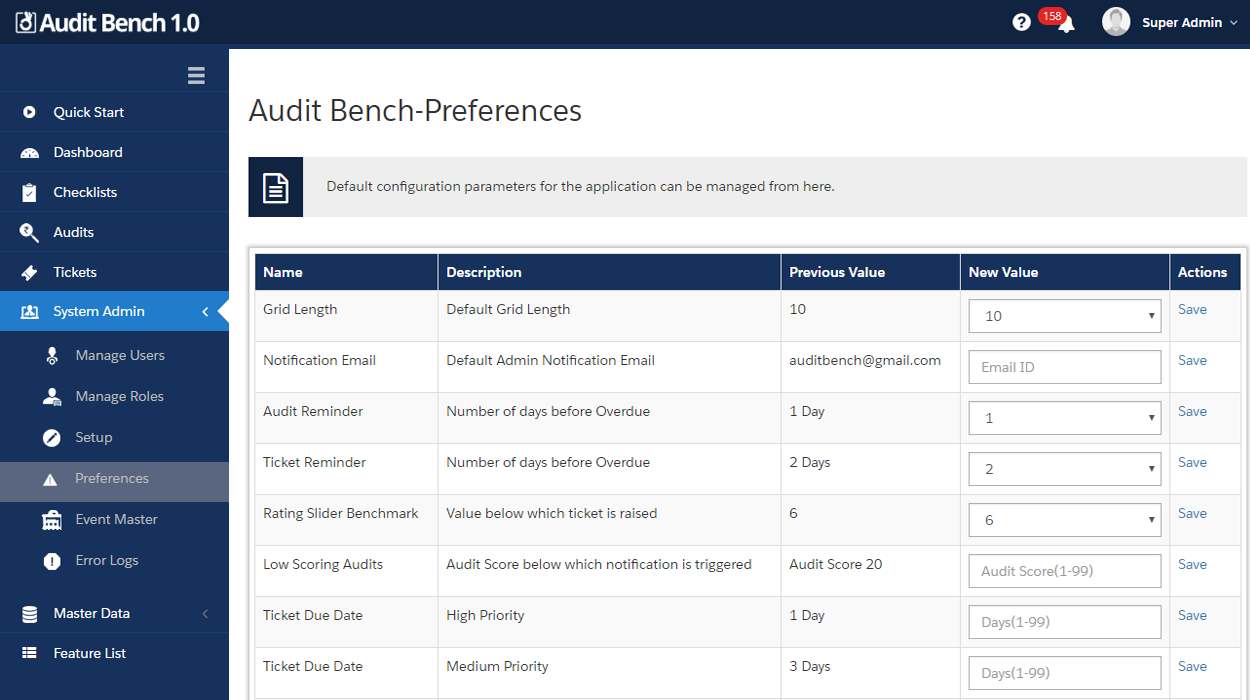 Audit Bench 1.0
158
Super Admin
Quick Start
Dashboard
Checklists
Audits
Tickets
System Admin
Manage Users
Manage Roles
Setup
Preferences
Event Master
Error Logs
Master Data
Feature List
Audit Bench-Preferences
Default configuration parameters for the application can be managed from here.
Name Description Previous Value New Value Actions
Grid Length Default Grid Length 10 10 Save
Notification Email Default Admin Notification Email auditbench@gmail.com Email ID Save
Audit Reminder Number of days before Overdue 1 Day 1 Save
Ticket Reminder Number of days before Overdue 2 Days 2 Save
Rating Slider Benchmark Value below which ticket is raised 6 6 Save
Low Scoring Audits Audit Score below which notification is triggered Audit Score 20 Audit Score(1-99) Save
Ticket Due Date High Priority 1 Day Days(1-99) Save
Ticket Due Date Medium Priority 3 Days Days(1-99) Save